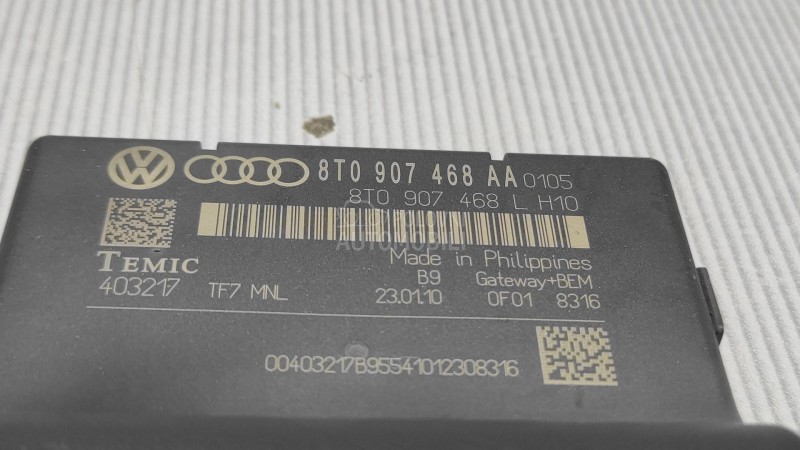 8T0 907 468 AA 0105
8T0 907 468 L H10
AUTOMOBILI
TEMIC
Made in Philippines
B9 Gateway+BEM
403217 TF7 MNL 23.01.10 0F01 8316
00403217B95541012308316